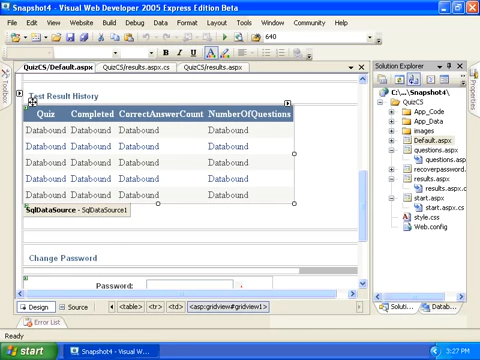 Snapshot4 - Visual Web Developer 2005 Express Edition Beta
File Edit View Website Build Debug Data Format Layout Tools Window Community Help
640
Toolbox
QuizCS/Default.aspx QuizCS/results.aspx.cs QuizCS/results.aspx
Test Result History
Quiz Completed CorrectAnswerCount NumberOfQuestions
Databound Databound Databound Databound
Databound Databound Databound Databound
Databound Databound Databound Databound
Databound Databound Databound Databound
Databound Databound Databound Databound
SqlDataSource - SqlDataSource1
Change Password
Password:
Design Source <table> <tr> <td> <asp:gridview#gridview1>
Solution Explorer
C:\...\Snapshot4\
QuizCS
App_Code
App_Data
images
Default.aspx
questions.aspx
questions.asp
recoverpassword.
results.aspx
results.aspx.c
start.aspx
start.aspx.cs
style.css
Web.config
Soluti... Datab...
Properties
Error List
Ready
start Snapshot4 - Visual W... 3:27 PM